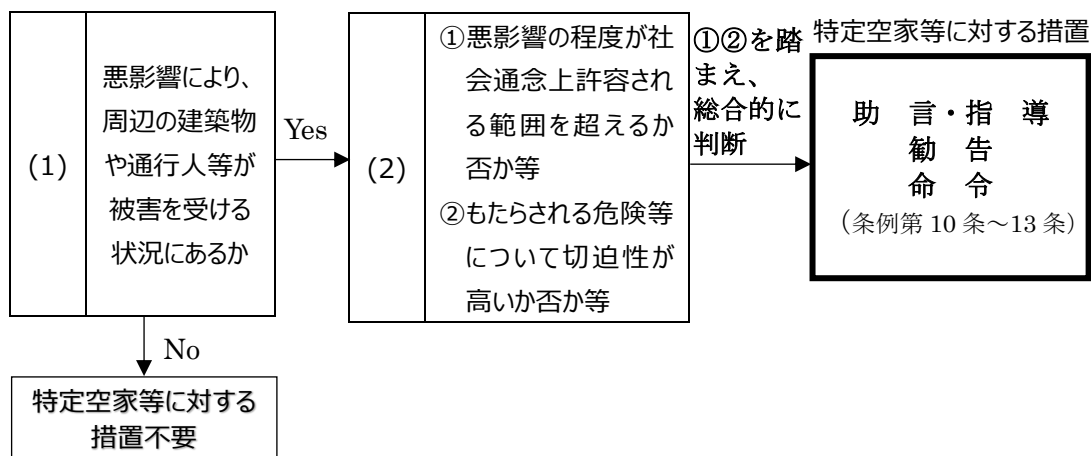 (1)
悪影響により、
周辺の建築物
や通行人等が
被害を受ける
状況にあるか
Yes
(2)
①悪影響の程度が社
会通念上許容され
る範囲を超えるか
否か等
②もたらされる危険等
について切迫性が
高いか否か等
①②を踏
まえ、
総合的に
判断
特定空家等に対する措置
助 言・指 導
勧 告
命 令
(条例第 10 条～13 条)
No
特定空家等に対する
措置不要